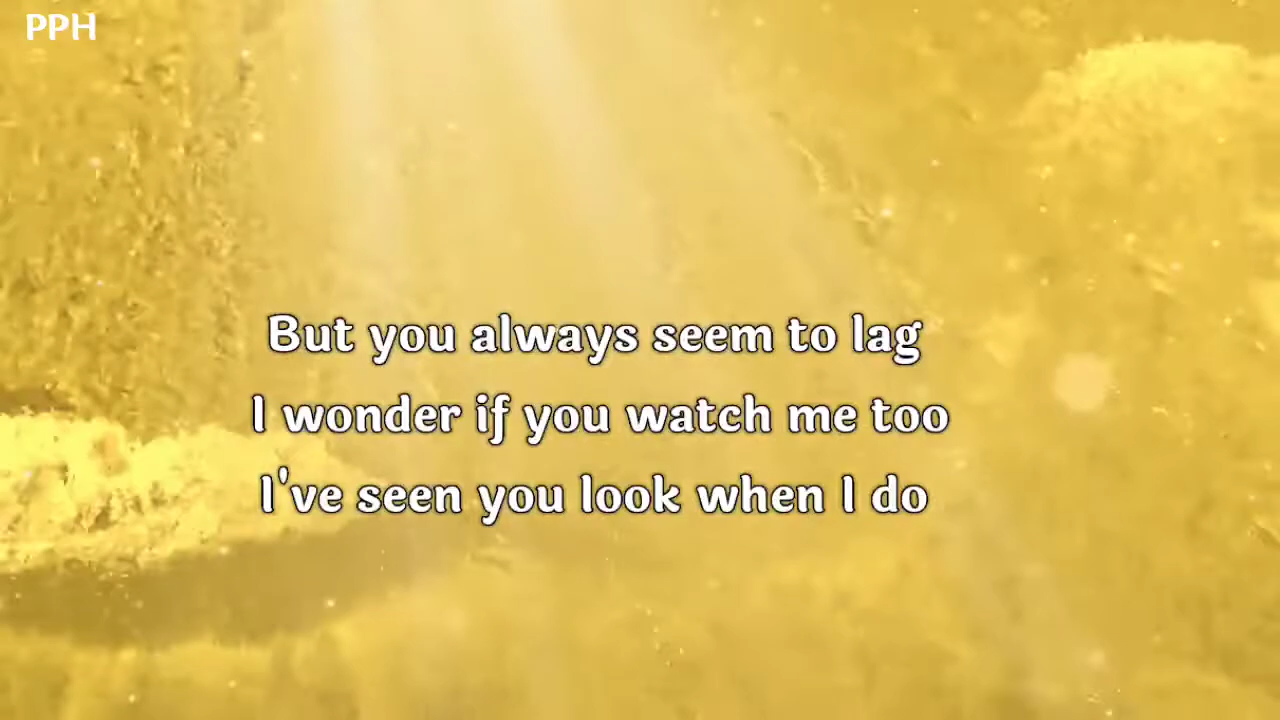 PPH
But you always seem to lag
I wonder if you watch me too
I've seen you look when I do